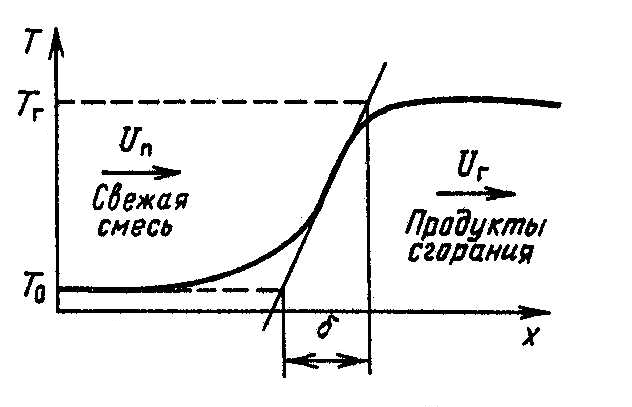 T
Tг
Uп
Свежая
смесь
Uг
Продукты
сгорания
T0
δ
x